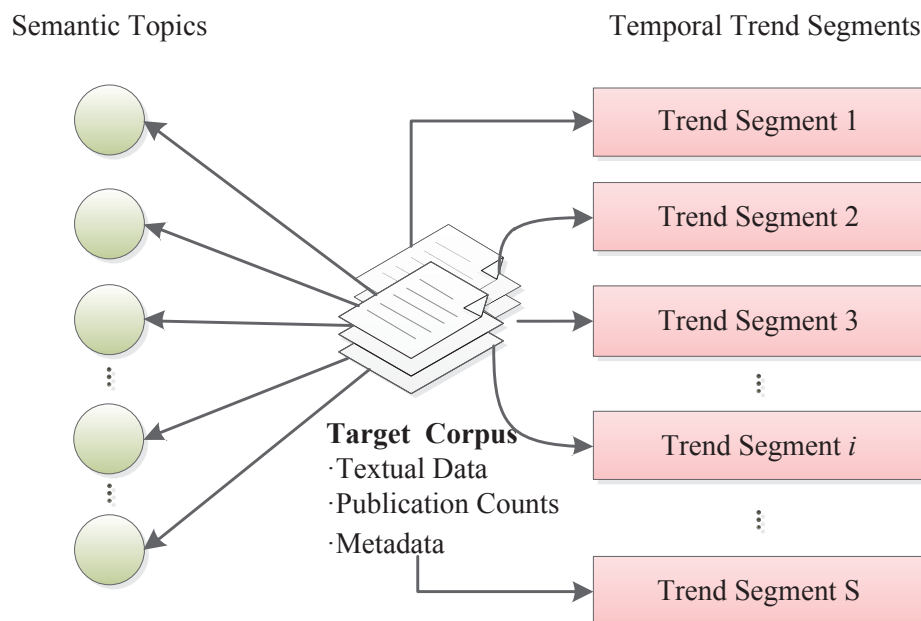 Semantic Topics
Temporal Trend Segments
Trend Segment 1
Trend Segment 2
Trend Segment 3
Trend Segment i
Trend Segment S
Target Corpus
·Textual Data
·Publication Counts
·Metadata